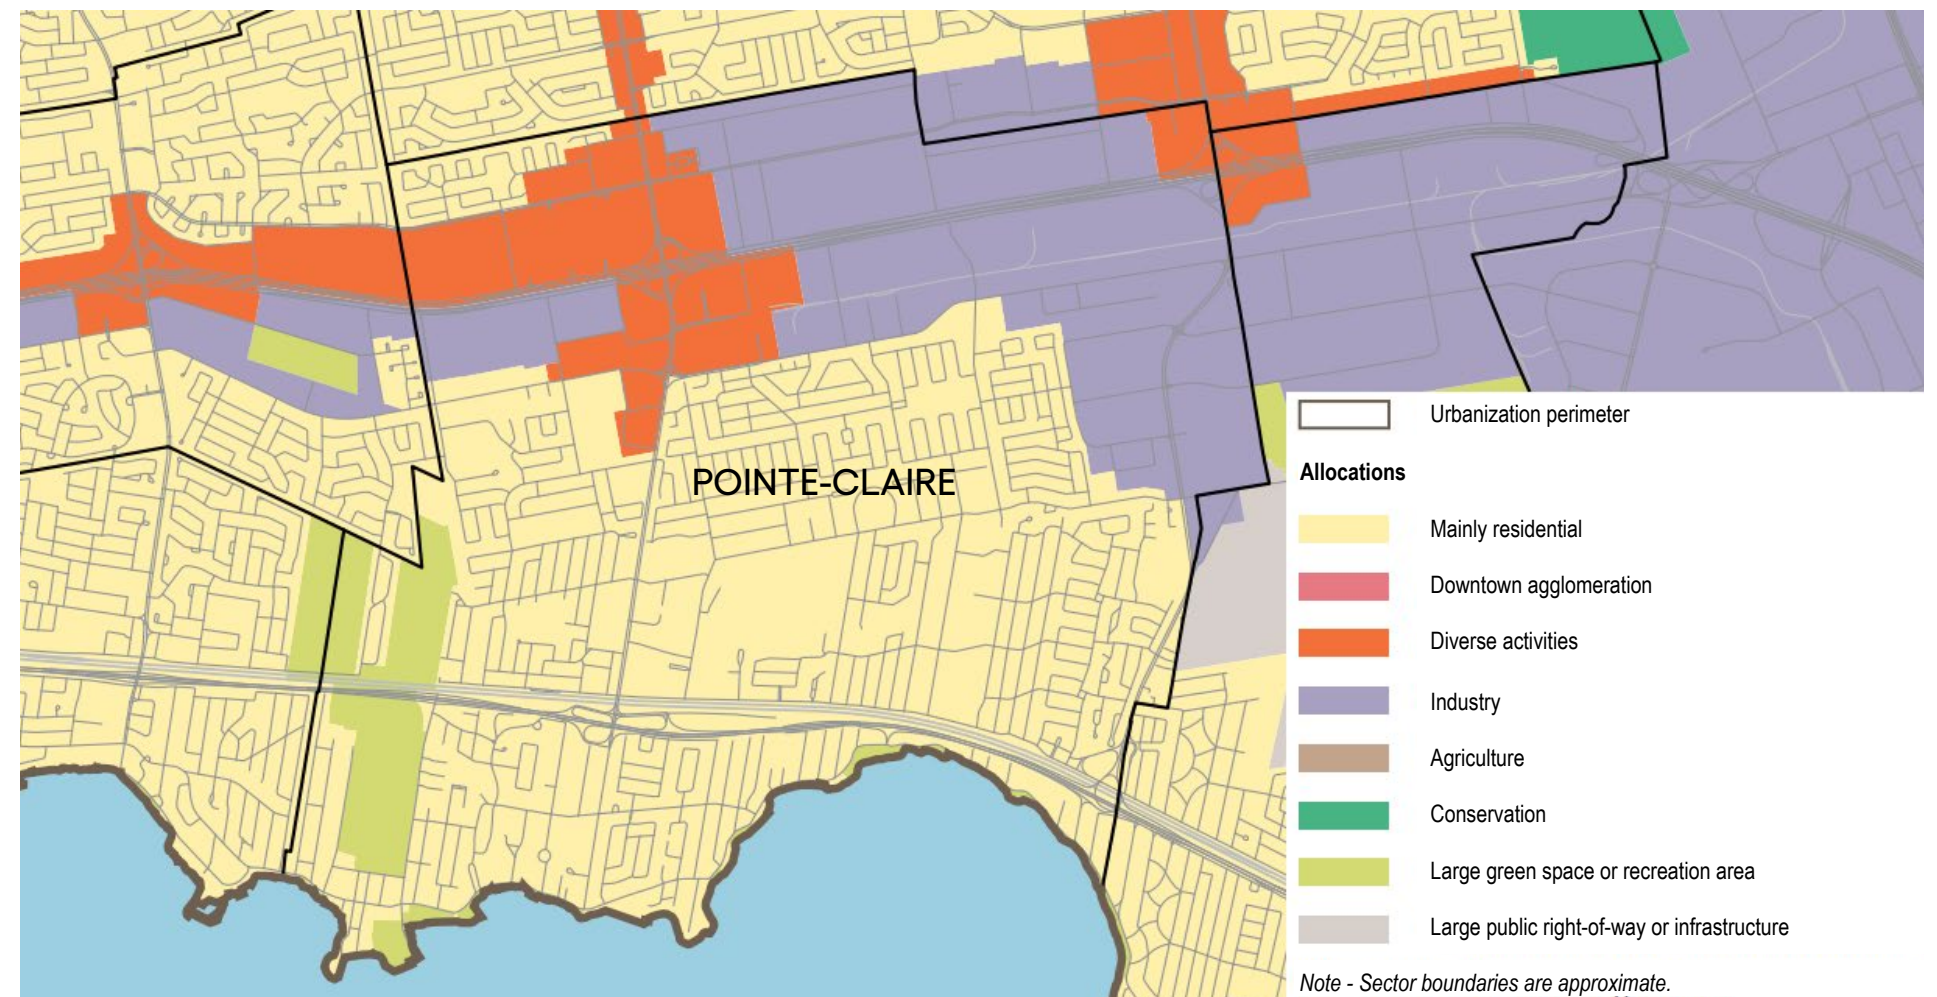 POINTE-CLAIRE
Urbanization perimeter
Allocations
Mainly residential
Downtown agglomeration
Diverse activities
Industry
Agriculture
Conservation
Large green space or recreation area
Large public right-of-way or infrastructure
Note - Sector boundaries are approximate.